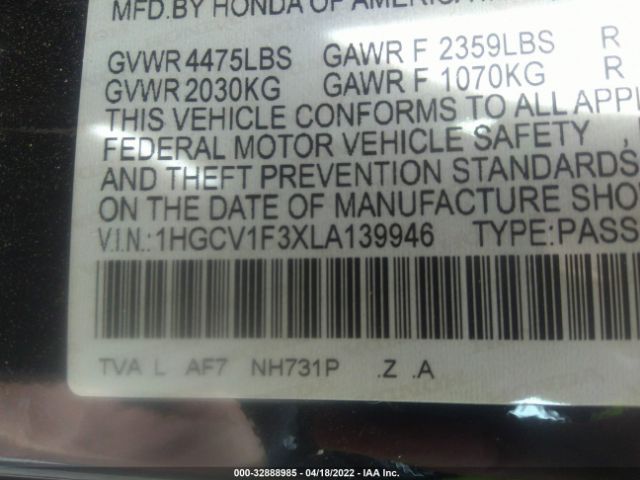 MFD.BY HONDA OF AMERICA
GVWR 4475LBS GAWR F 2359LBS R
GVWR 2030KG GAWR F 1070KG R
THIS VEHICLE CONFORMS TO ALL APPL
FEDERAL MOTOR VEHICLE SAFETY ,
AND THEFT PREVENTION STANDARDS
ON THE DATE OF MANUFACTURE SHO
V.I.N.:1HGCV1F3XLA139946 TYPE:PASS
TVA L AF7 NH731P .Z .A
000-32888985 - 04/18/2022 - IAA Inc.